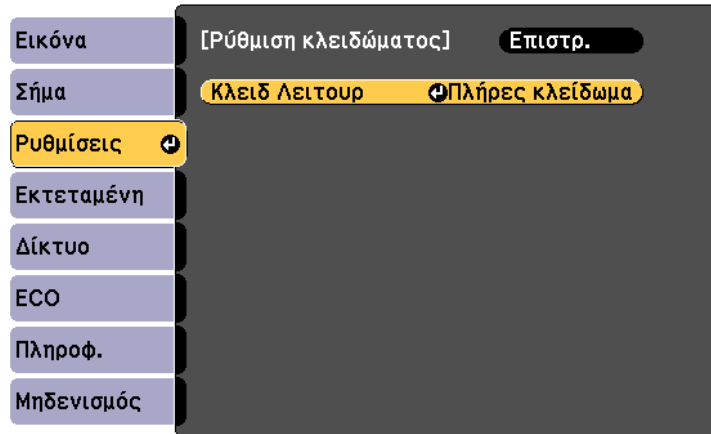 Εικόνα
Σήμα
Ρυθμίσεις
Εκτεταμένη
Δίκτυο
ECO
Πληροφ.
Μηδενισμός
[Ρύθμιση κλειδώματος] Επιστρ.
Κλειδ Λειτουρ Πλήρες κλείδωμα